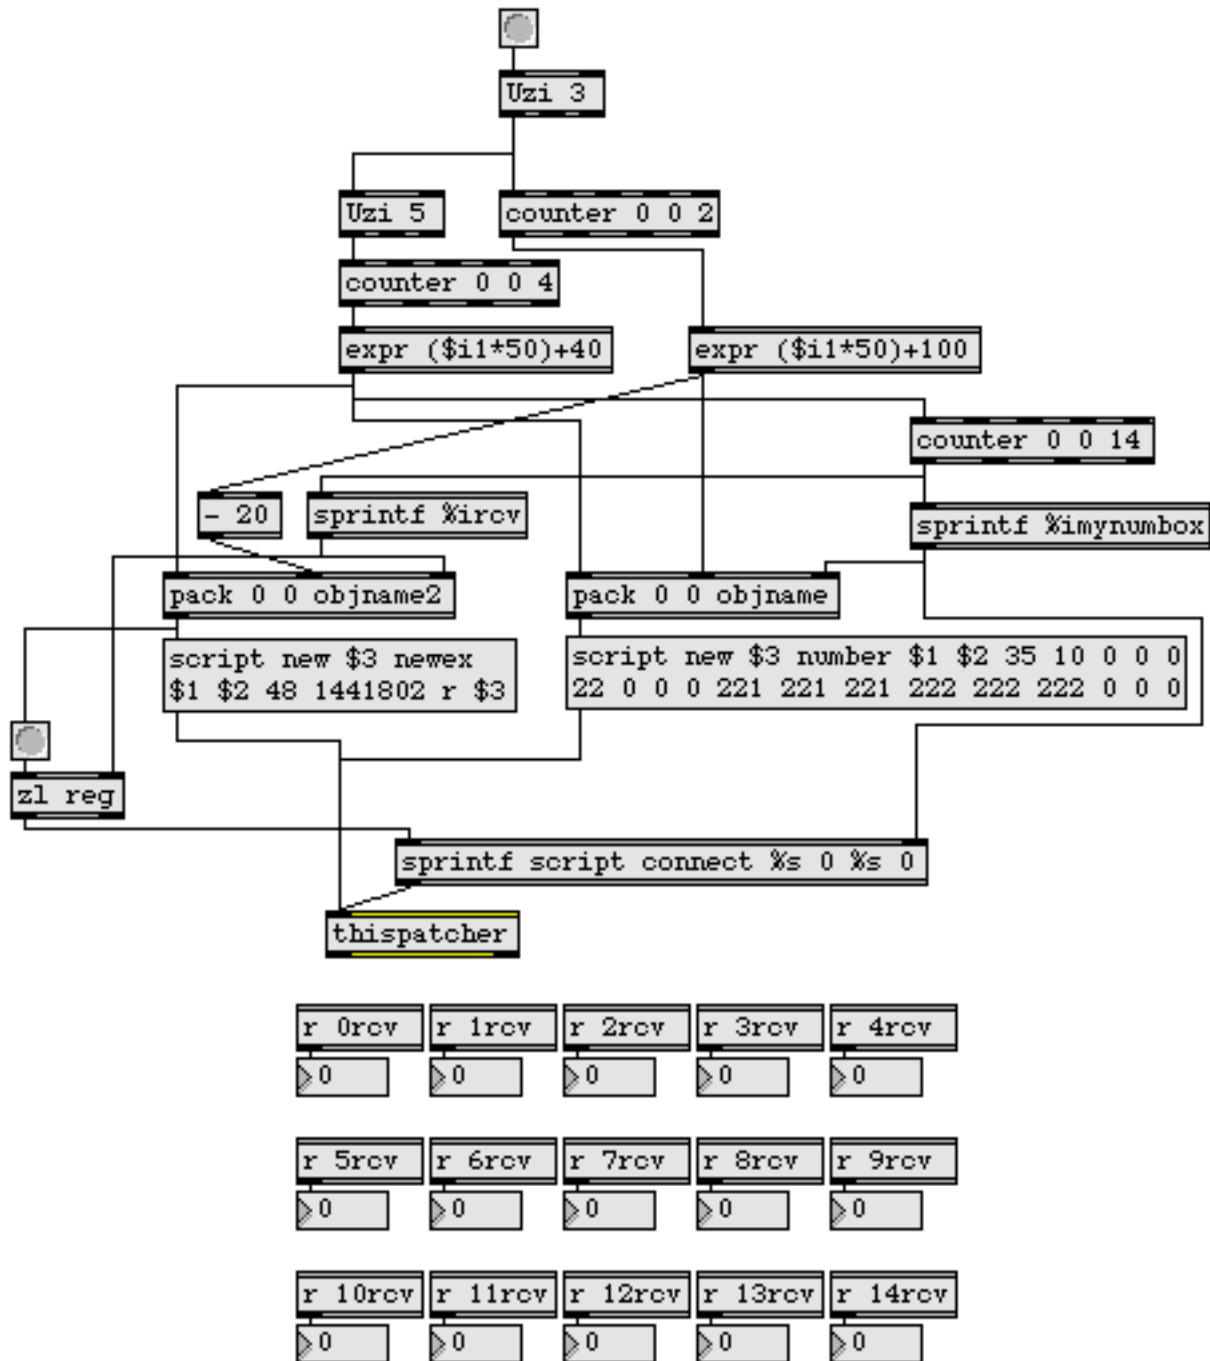 Uzi 3
Uzi 5
counter 0 0 2
counter 0 0 4
expr ($i1*50)+40
expr ($i1*50)+100
counter 0 0 14
- 20
sprintf %ircv
sprintf %imynumbox
pack 0 0 objname2
pack 0 0 objname
script new $3 newex
$1 $2 48 1441802 r $3
script new $3 number $1 $2 35 10 0 0 0
22 0 0 0 221 221 221 222 222 222 0 0 0
zl reg
sprintf script connect %s 0 %s 0
thispatcher
r 0rcv
r 1rcv
r 2rcv
r 3rcv
r 4rcv
0
0
0
0
0
r 5rcv
r 6rcv
r 7rcv
r 8rcv
r 9rcv
0
0
0
0
0
r 10rcv
r 11rcv
r 12rcv
r 13rcv
r 14rcv
0
0
0
0
0